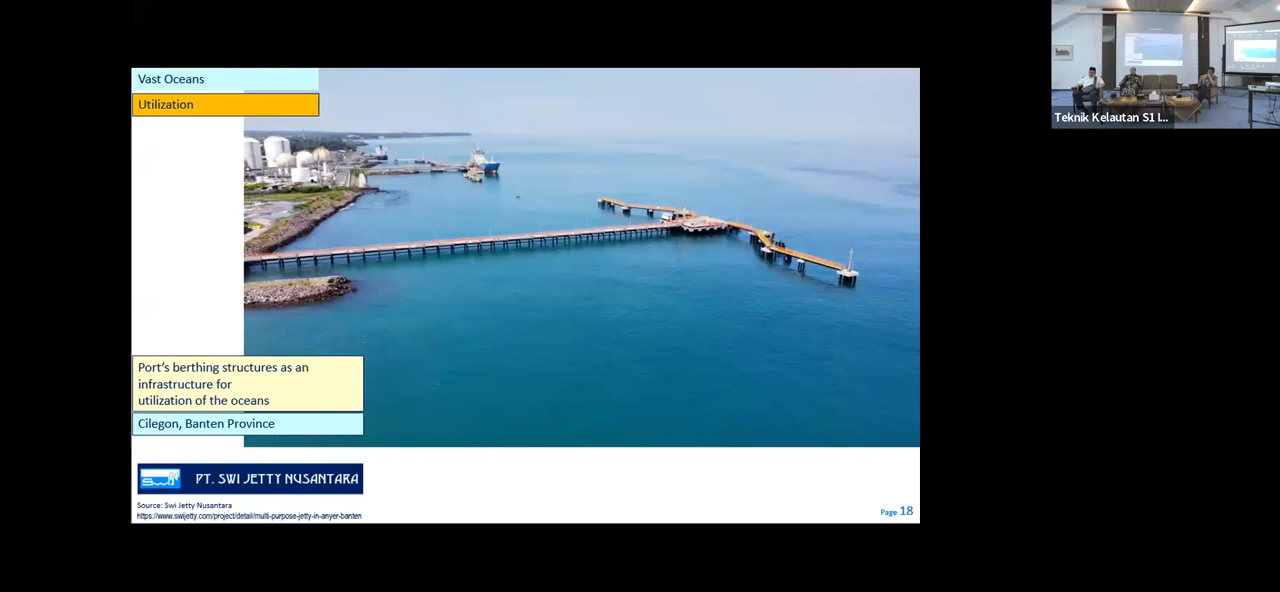 Vast Oceans
Utilization
Port's berthing structures as an
infrastructure for
utilization of the oceans
Cilegon, Banten Province
swi PT. SWI JETTY NUSANTARA
Source: Swi Jetty Nusantara
https://www.swijetty.com/project/detail/multi-purpose-jetty-in-anyer-banten
Page 18
Teknik Kelautan S1 I...